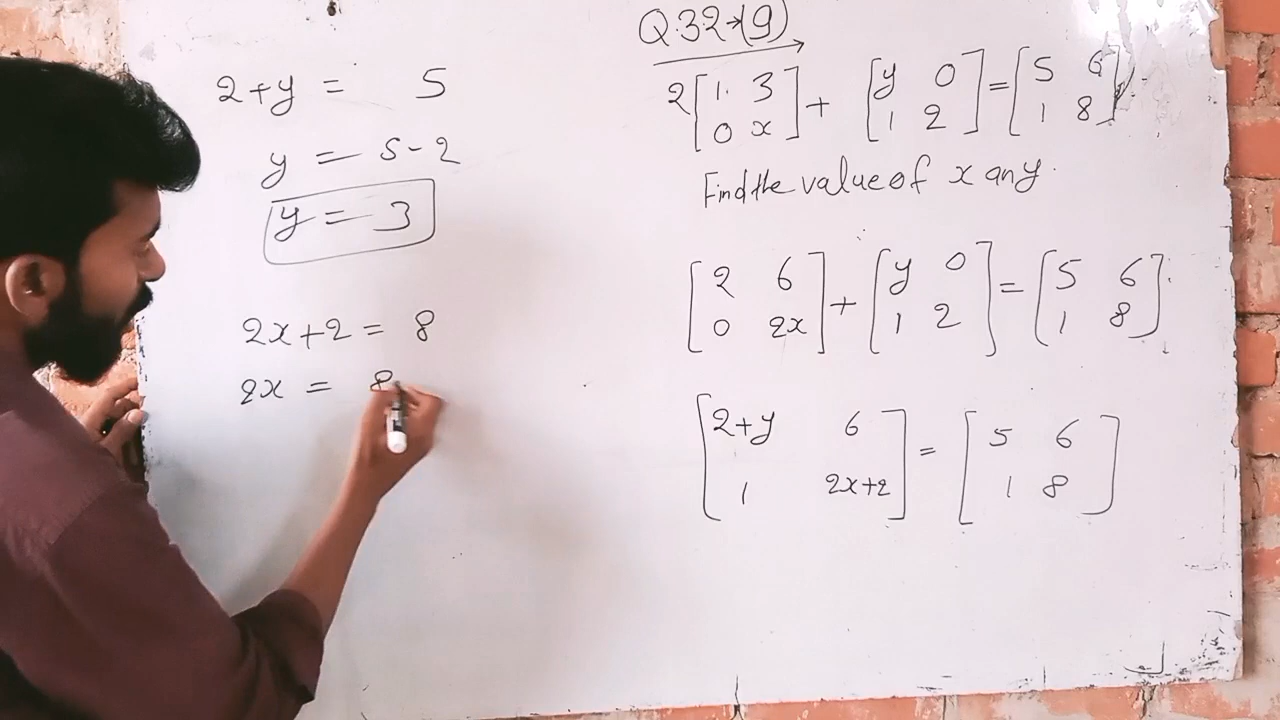 Q.32→(9)
2[1. 3
0 x] + [y 0
1 2] = [5 6
1 8]
Find the value of x any.
[2 6
0 2x] + [y 0
1 2] = [5 6
1 8]
[2+y 6
1 2x+2] = [5 6
1 8]
2+y = 5
y = 5-2
y = 3
2x+2 = 8
2x = 8